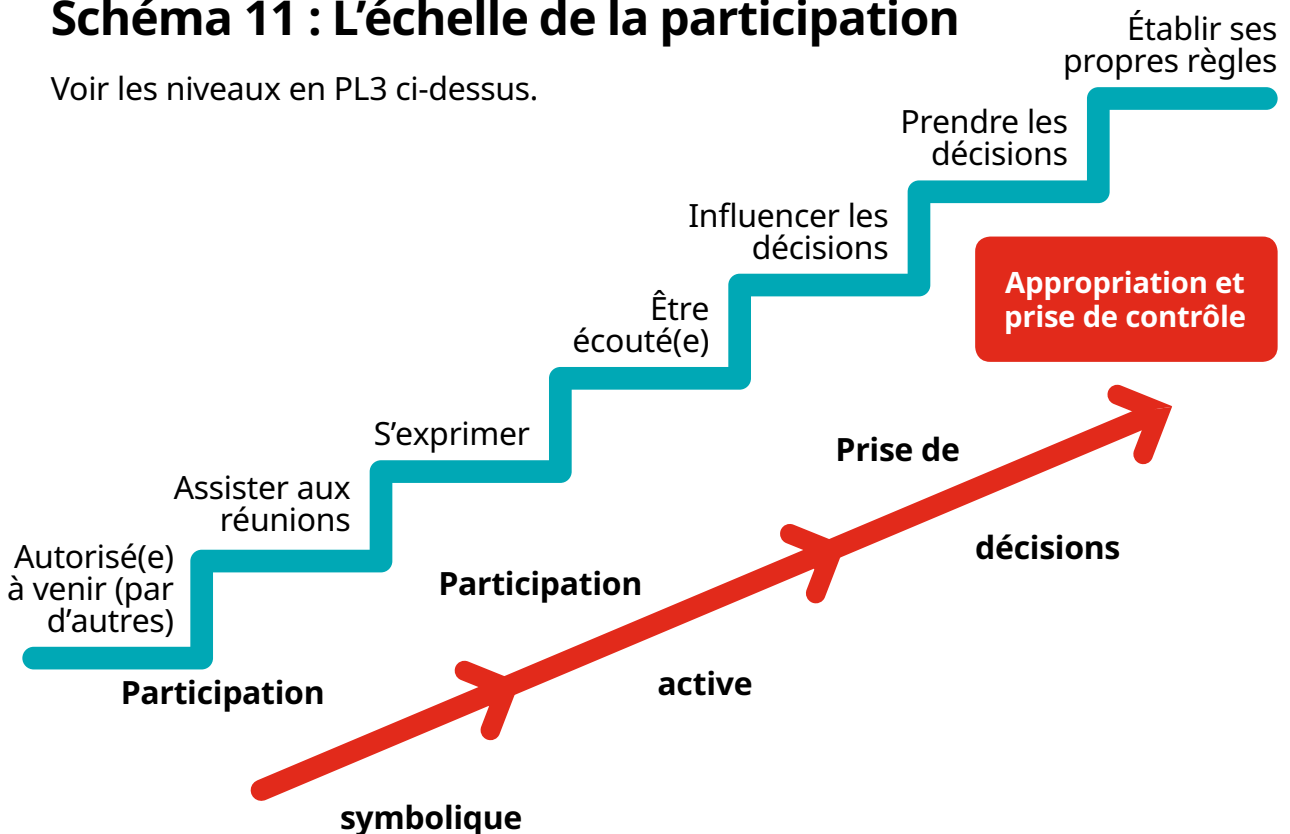 Schéma 11 : L’échelle de la participation
Voir les niveaux en PL3 ci-dessus.
Établir ses
propres règles
Prendre les
décisions
Influencer les
décisions
Être
écouté(e)
S’exprimer
Assister aux
réunions
Autorisé(e)
à venir (par
d’autres)
Appropriation et
prise de contrôle
Prise de
décisions
Participation
active
Participation
symbolique